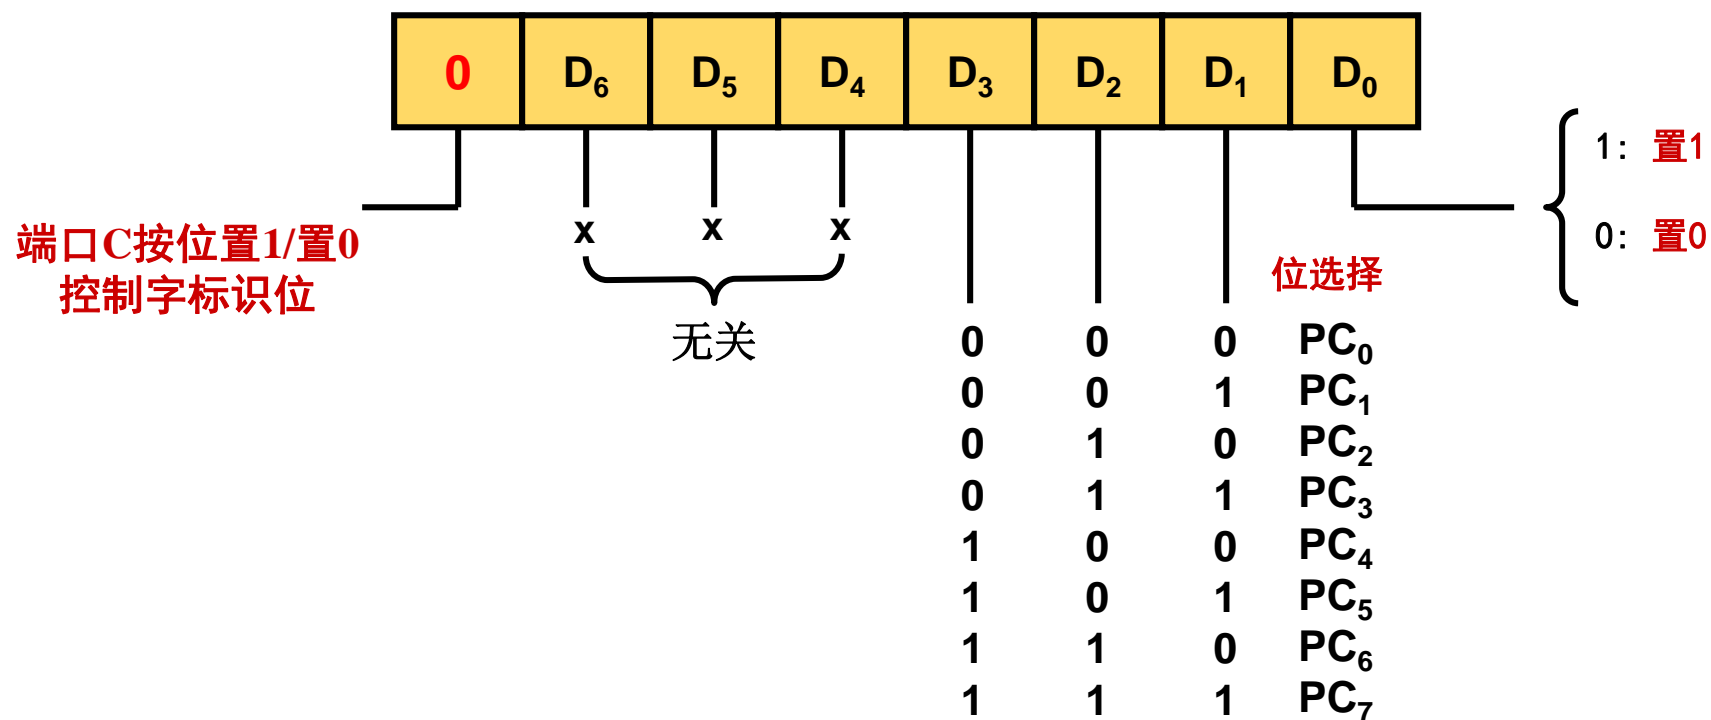 0 D₆ D₅ D₄ D₃ D₂ D₁ D₀
1: 置1
0: 置0
端口C按位置1/置0
控制字标识位
x x x
无关
位选择
0 0 0 PC₀
0 0 1 PC₁
0 1 0 PC₂
0 1 1 PC₃
1 0 0 PC₄
1 0 1 PC₅
1 1 0 PC₆
1 1 1 PC₇